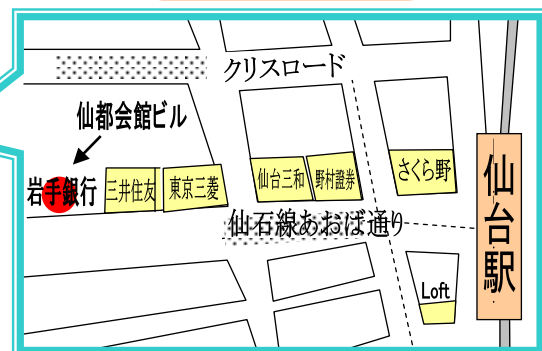 クリスロード
仙都会館ビル
岩手銀行
三井住友
東京三菱
仙台三和
野村證券
さくら野
仙台駅
仙石線あおば通り
Loft